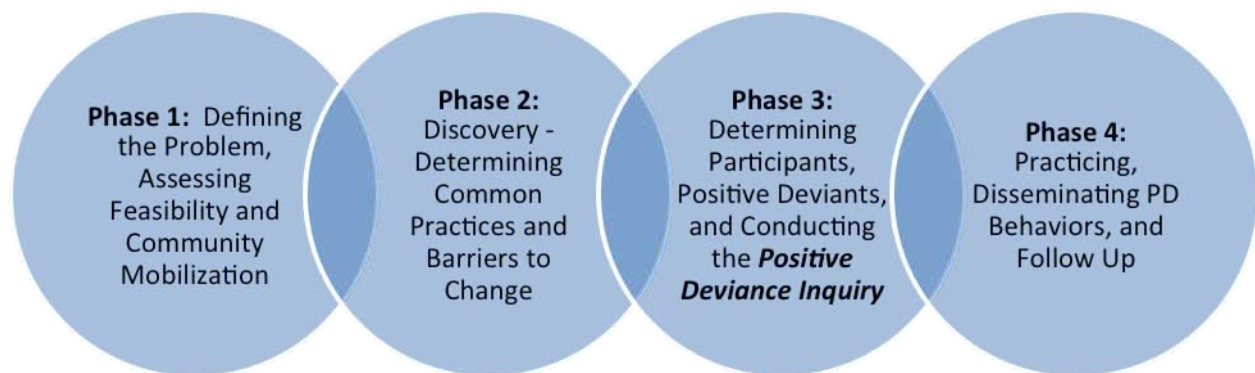 Phase 1:  Defining
the Problem,
Assessing
Feasibility and
Community
Mobilization
Phase 2:
Discovery -
Determining
Common
Practices and
Barriers to
Change
Phase 3:
Determining
Participants,
Positive Deviants,
and Conducting
the Positive
Deviance Inquiry
Phase 4:
Practicing,
Disseminating PD
Behaviors, and
Follow Up